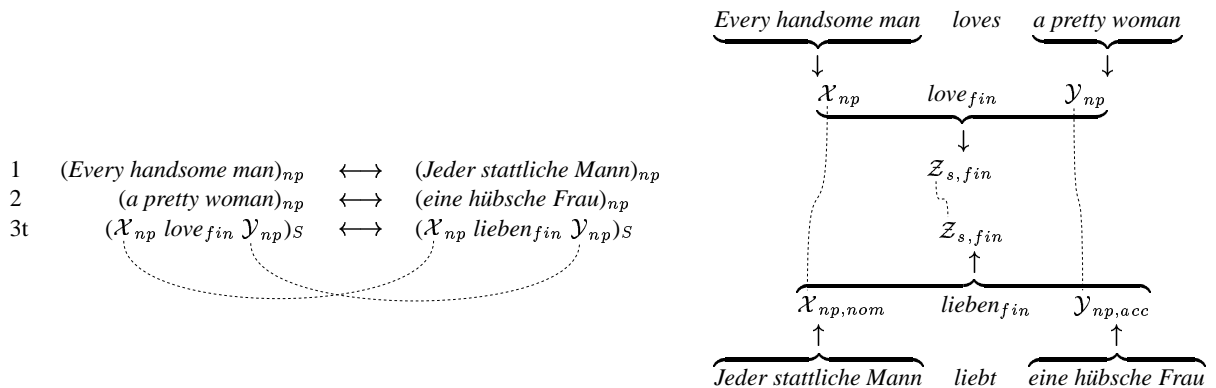 1 (Every handsome man)np ⟷ (Jeder stattliche Mann)np
2 (a pretty woman)np ⟷ (eine hübsche Frau)np
3t (𝒳np lovefin 𝒴np)S ⟷ (𝒳np liebenfin 𝒴np)S
Every handsome man loves a pretty woman
𝒳np lovefin 𝒴np
𝒵s,fin
𝒵s,fin
𝒳np,nom liebenfin 𝒴np,acc
Jeder stattliche Mann liebt eine hübsche Frau